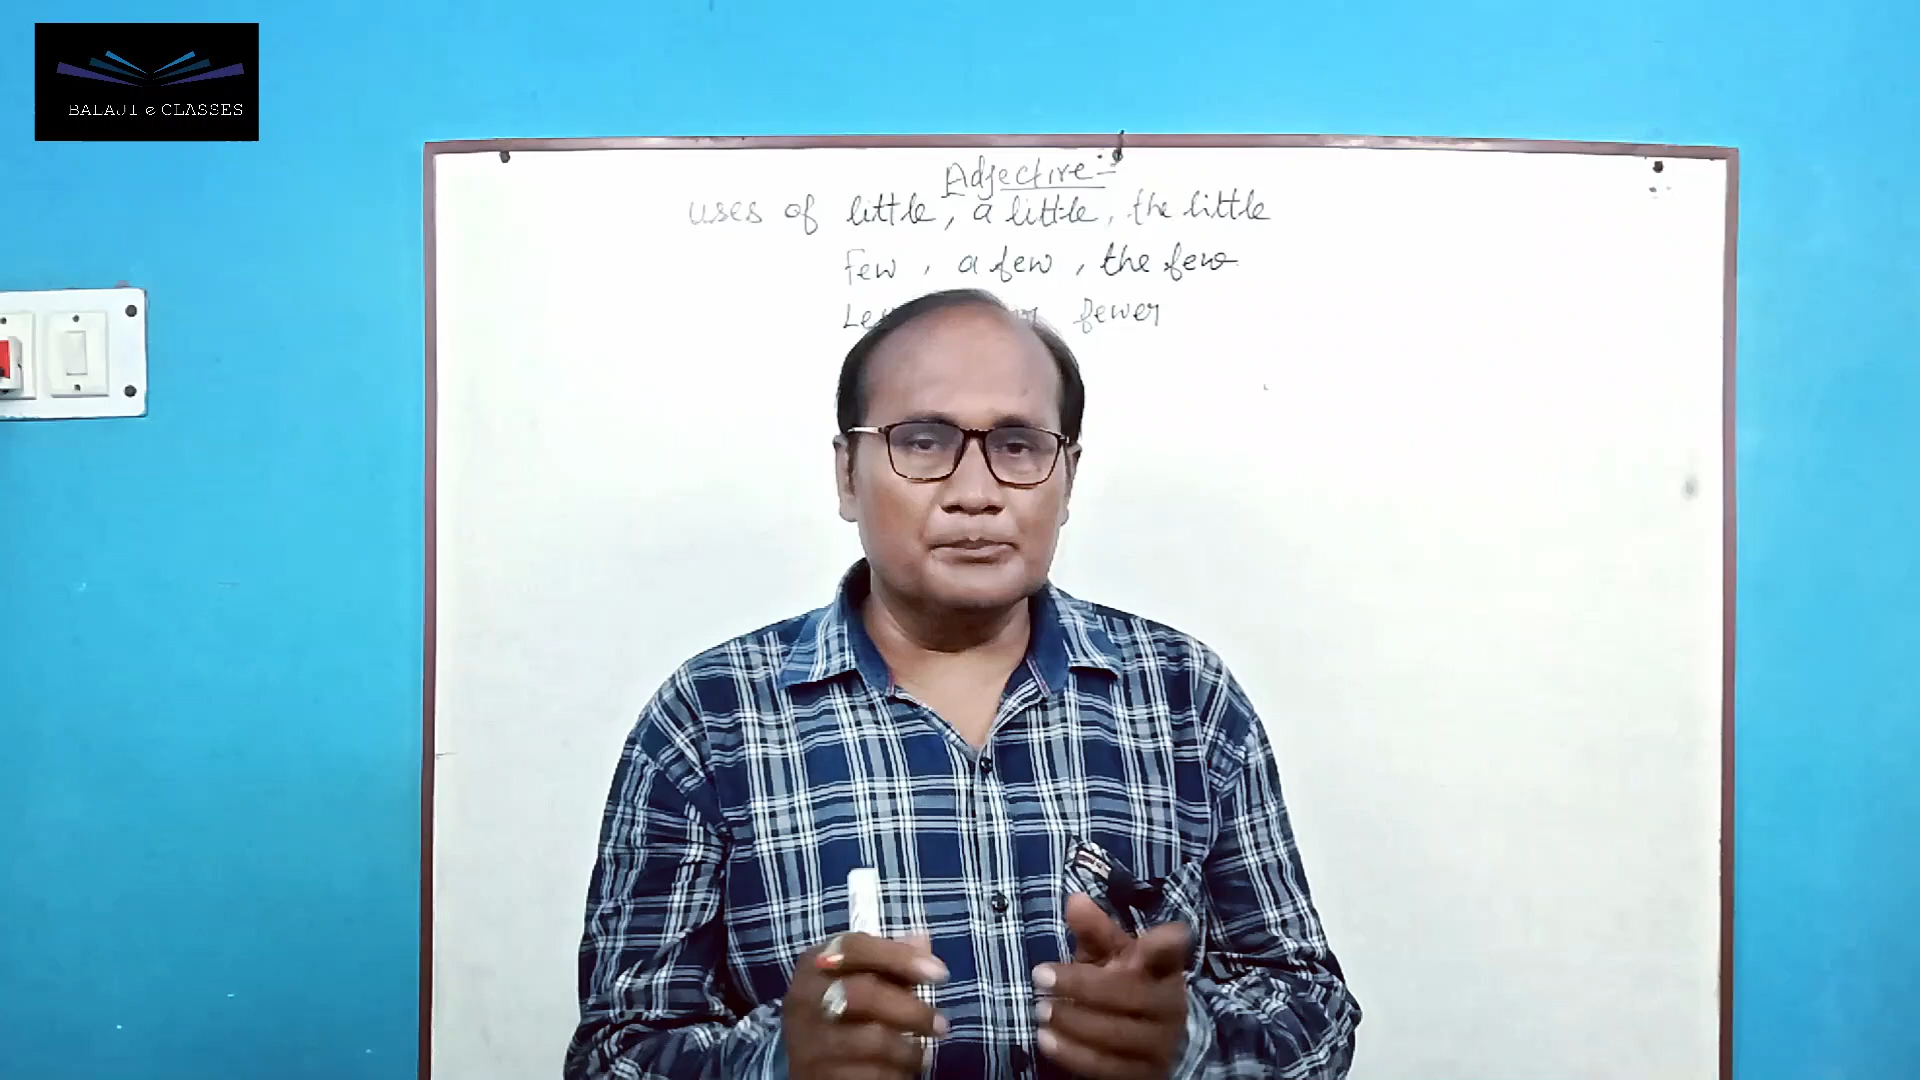 BALAJI e CLASSES
Adjective:-
uses of little, a little, the little
Few, a few, the few
fewer